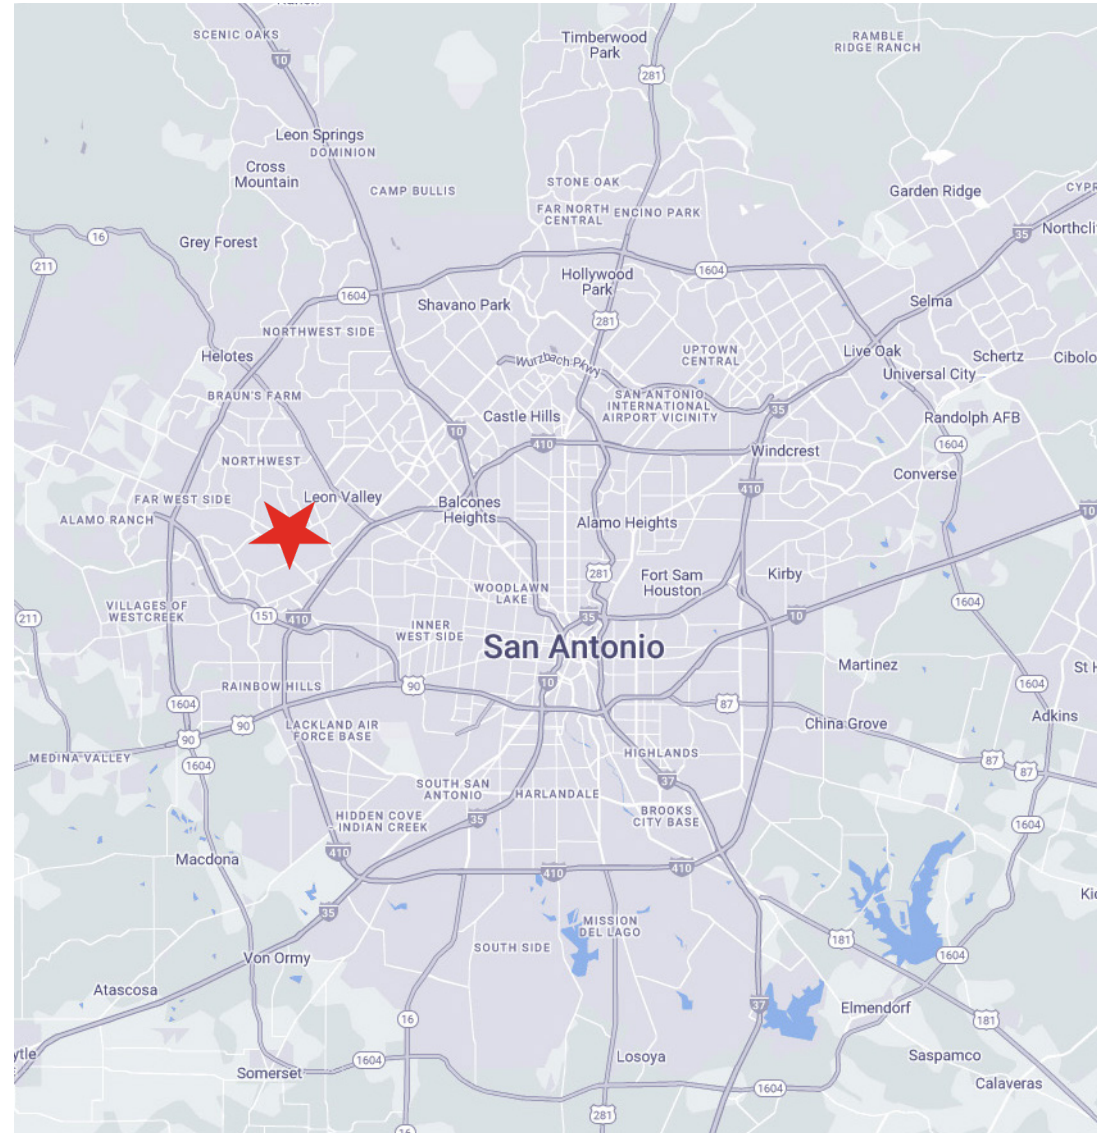 SCENIC OAKS
10
Timberwood
Park
281
RAMBLE
RIDGE RANCH
Leon Springs
DOMINION
Cross
Mountain
CAMP BULLIS
STONE OAK
FAR NORTH
CENTRAL
ENCINO PARK
Garden Ridge
35
16
Grey Forest
211
1604
Hollywood
Park
1604
Shavano Park
281
Selma
NORTHWEST SIDE
Helotes
Wurzbach Pkwy
UPTOWN
CENTRAL
Live Oak
Schertz
Cibolo
Universal City
BRAUN'S FARM
SAN ANTONIO
INTERNATIONAL
AIRPORT VICINITY
Castle Hills
35
Randolph AFB
10
410
1604
Windcrest
NORTHWEST
Converse
FAR WEST SIDE
Leon Valley
410
ALAMO RANCH
Balcones
Heights
Alamo Heights
10
281
Fort Sam
Houston
Kirby
WOODLAWN
LAKE
1604
VILLAGES OF
WESTCREEK
151
410
35
10
211
INNER
WEST SIDE
San Antonio
Martinez
RAINBOW HILLS
90
10
1604
1604
87
Adkins
LACKLAND AIR
FORCE BASE
90
China Grove
90
MEDINA VALLEY
1604
HIGHLANDS
87
87
37
SOUTH SAN
ANTONIO
HARLANDALE
HIDDEN COVE
- INDIAN CREEK
35
BROOKS
CITY BASE
1604
410
Macdona
410
410
35
MISSION
DEL LAGO
181
SOUTH SIDE
1604
Von Ormy
Atascosa
37
Elmendorf
16
181
1604
Losoya
Saspamco
Somerset
1604
Calaveras
281
16